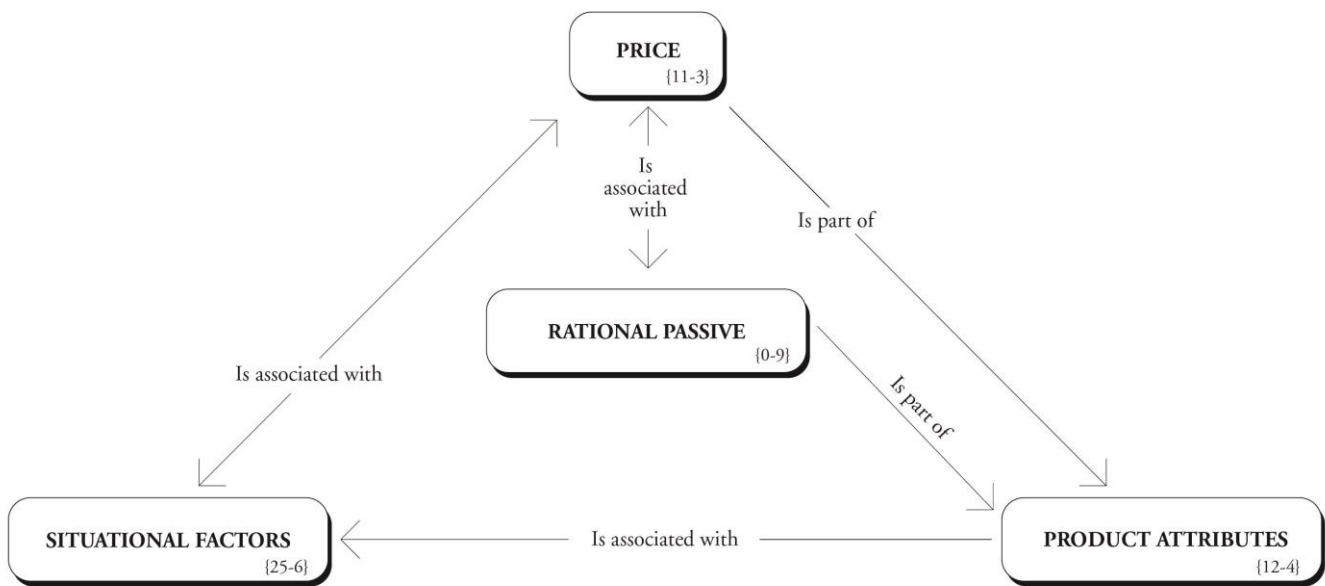 PRICE
{11-3}
Is
associated
with
Is part of
RATIONAL PASSIVE
{0-9}
Is associated with
Is part of
SITUATIONAL FACTORS
{25-6}
Is associated with
PRODUCT ATTRIBUTES
{12-4}